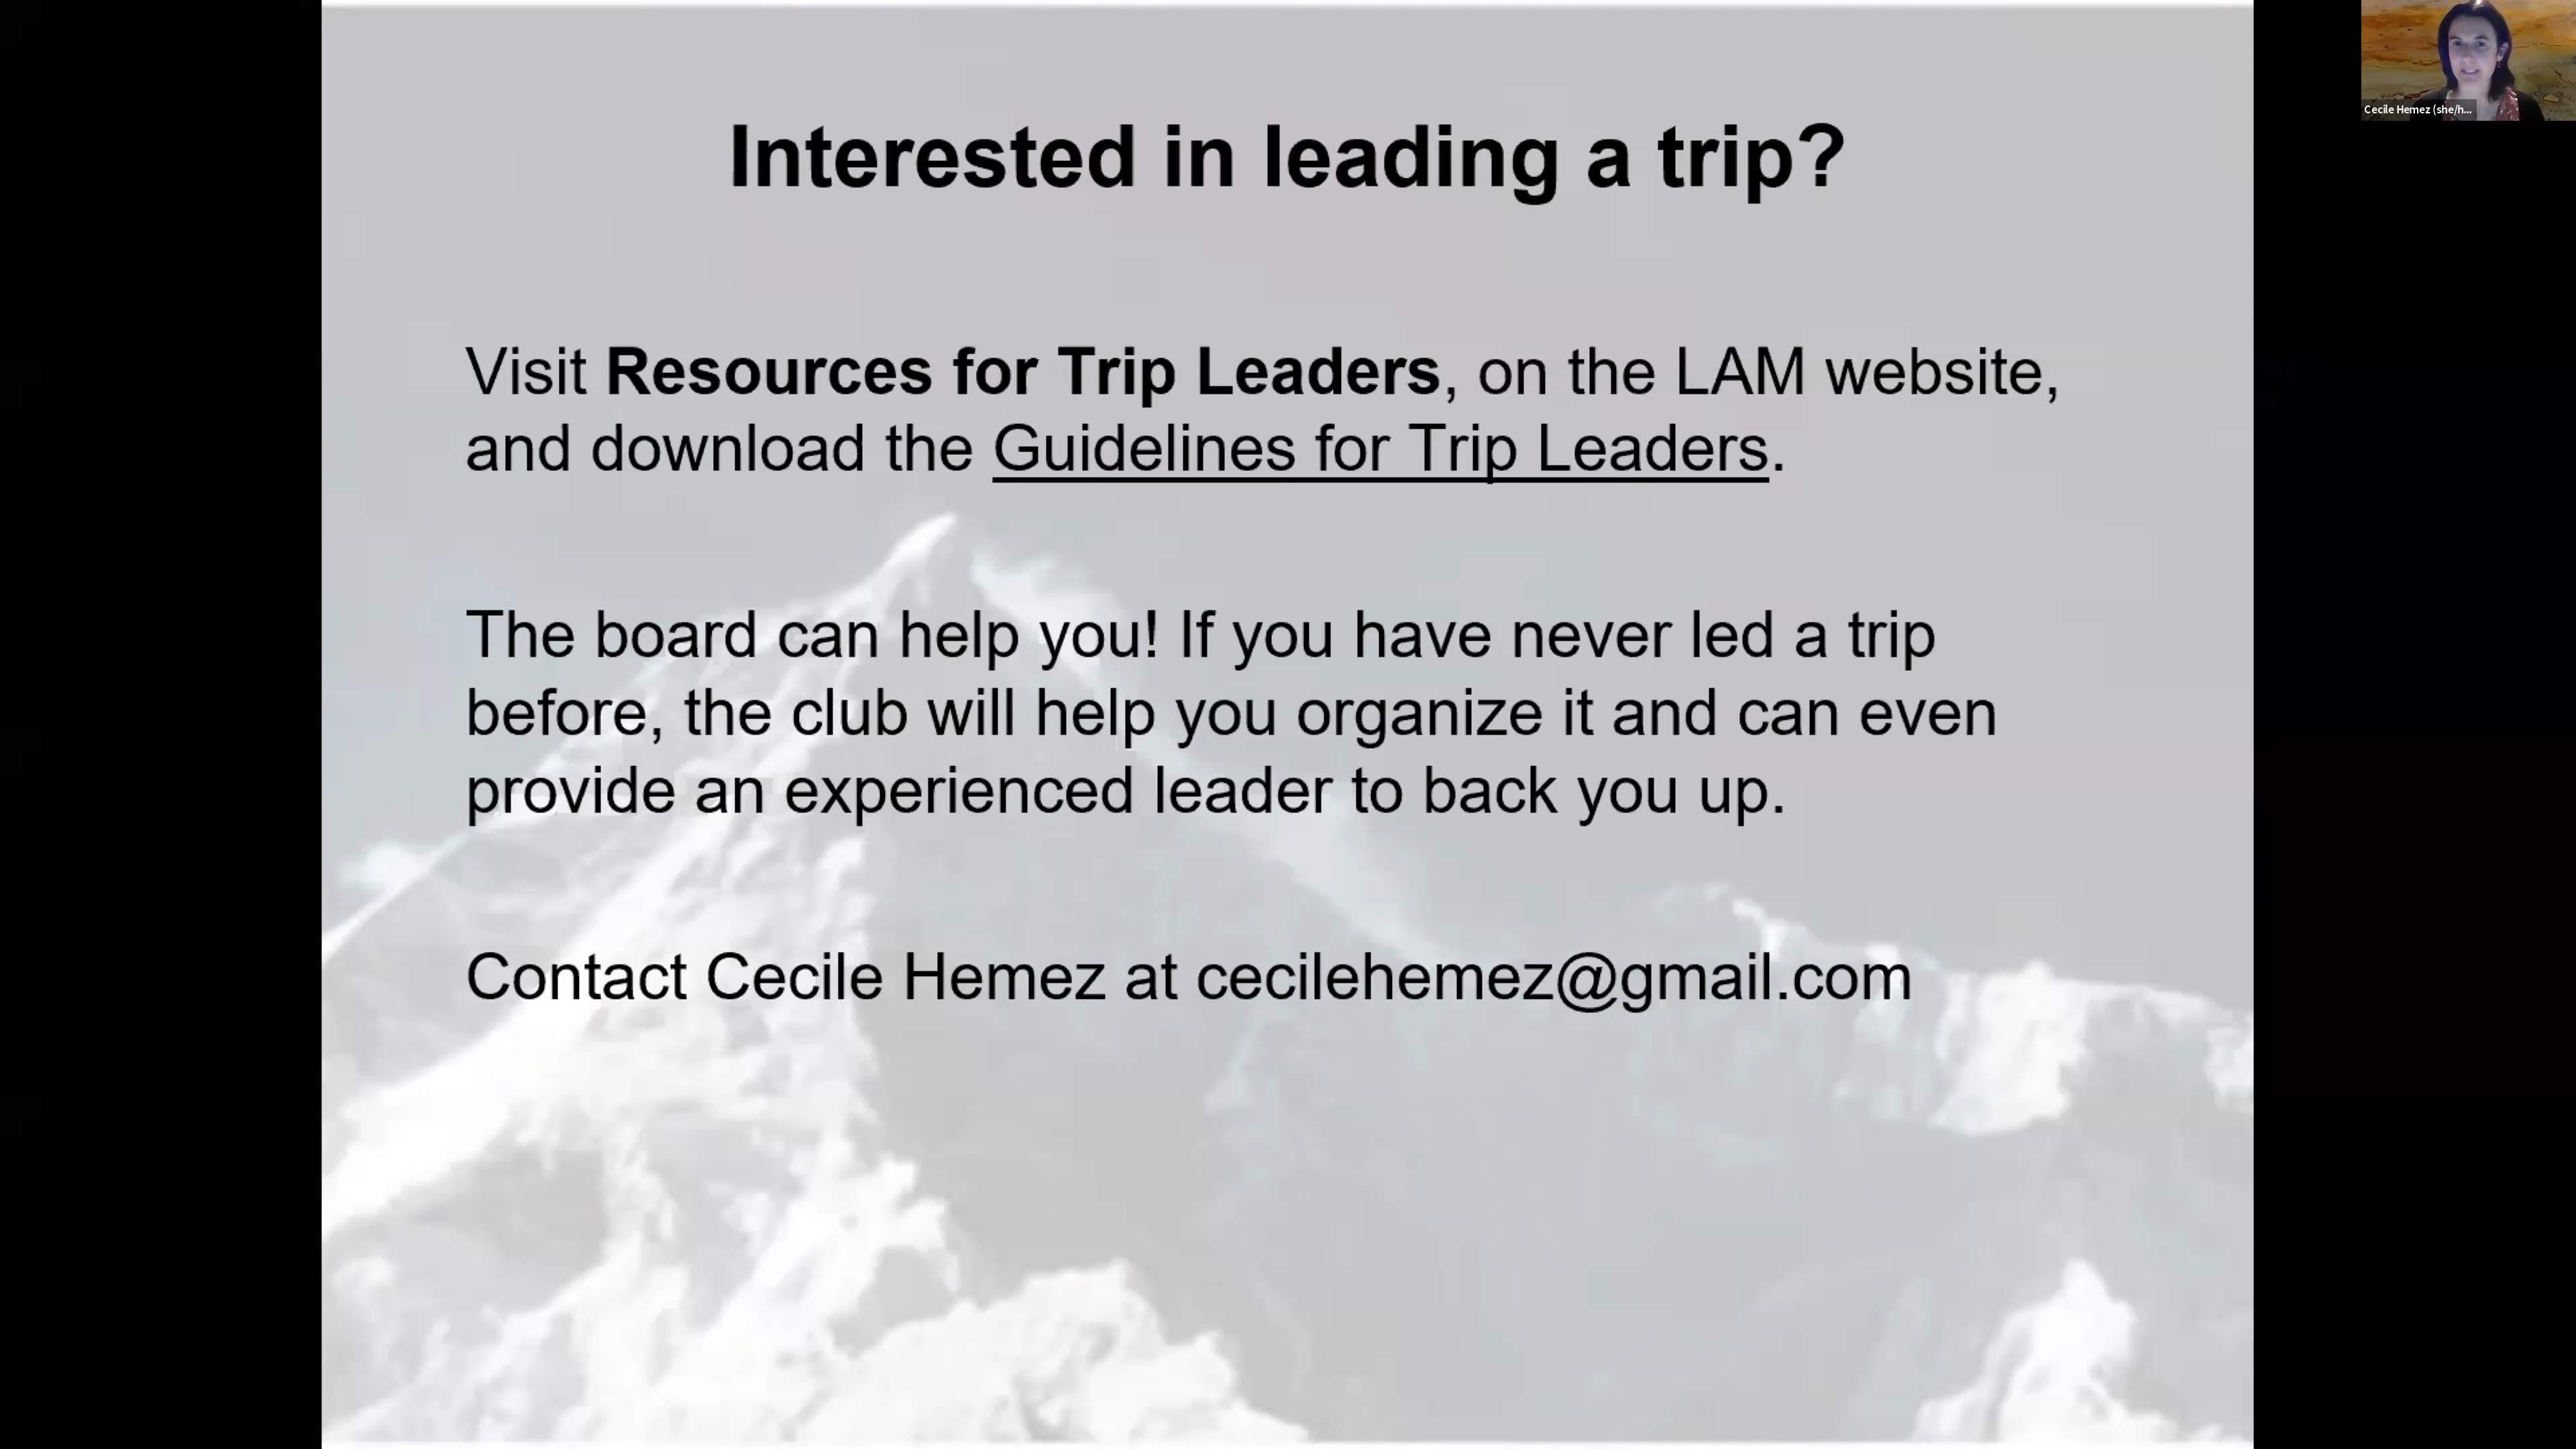 Interested in leading a trip?
Visit Resources for Trip Leaders, on the LAM website,
and download the Guidelines for Trip Leaders.
The board can help you! If you have never led a trip
before, the club will help you organize it and can even
provide an experienced leader to back you up.
Contact Cecile Hemez at cecilehemez@gmail.com
Cecile Hemez (she/h...